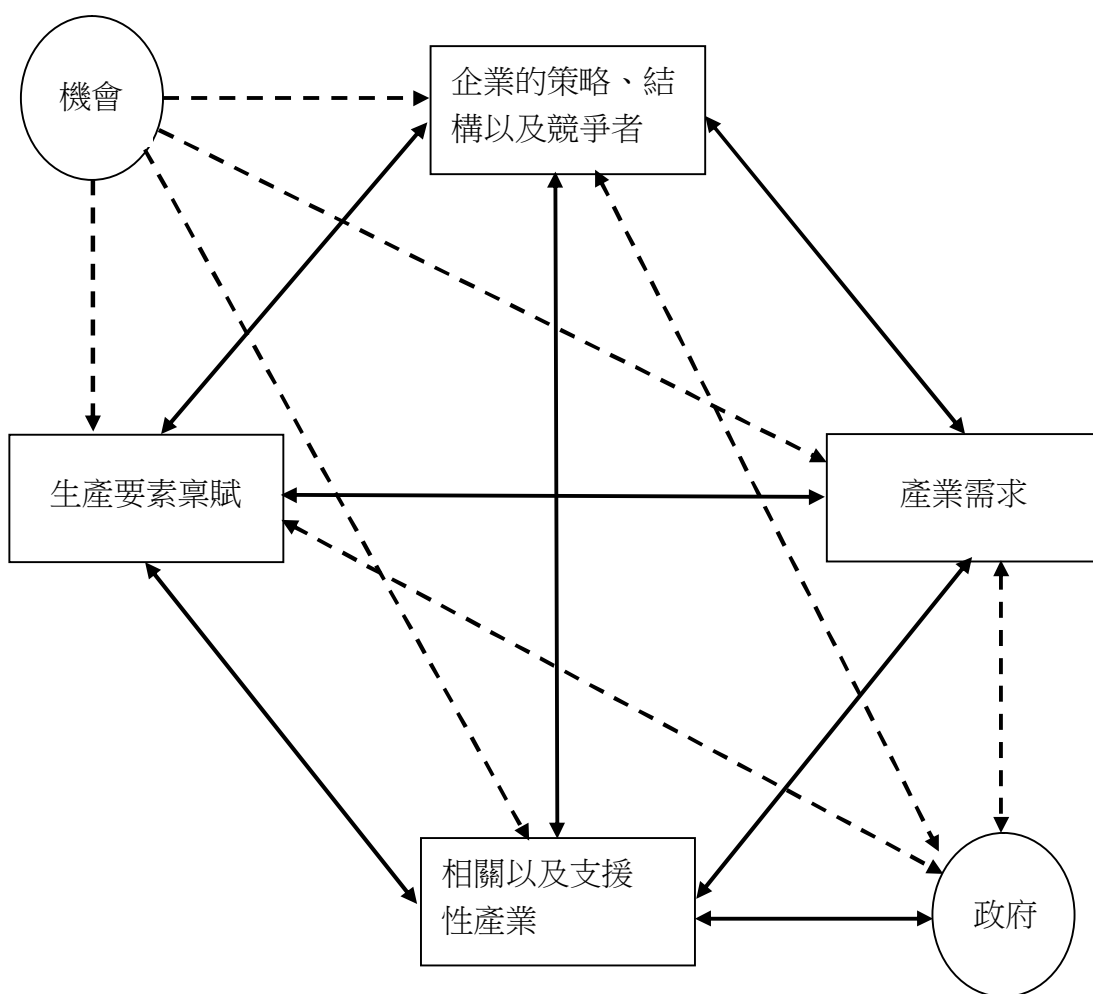 機會
企業的策略、結
構以及競爭者
生產要素稟賦
產業需求
相關以及支援
性產業
政府